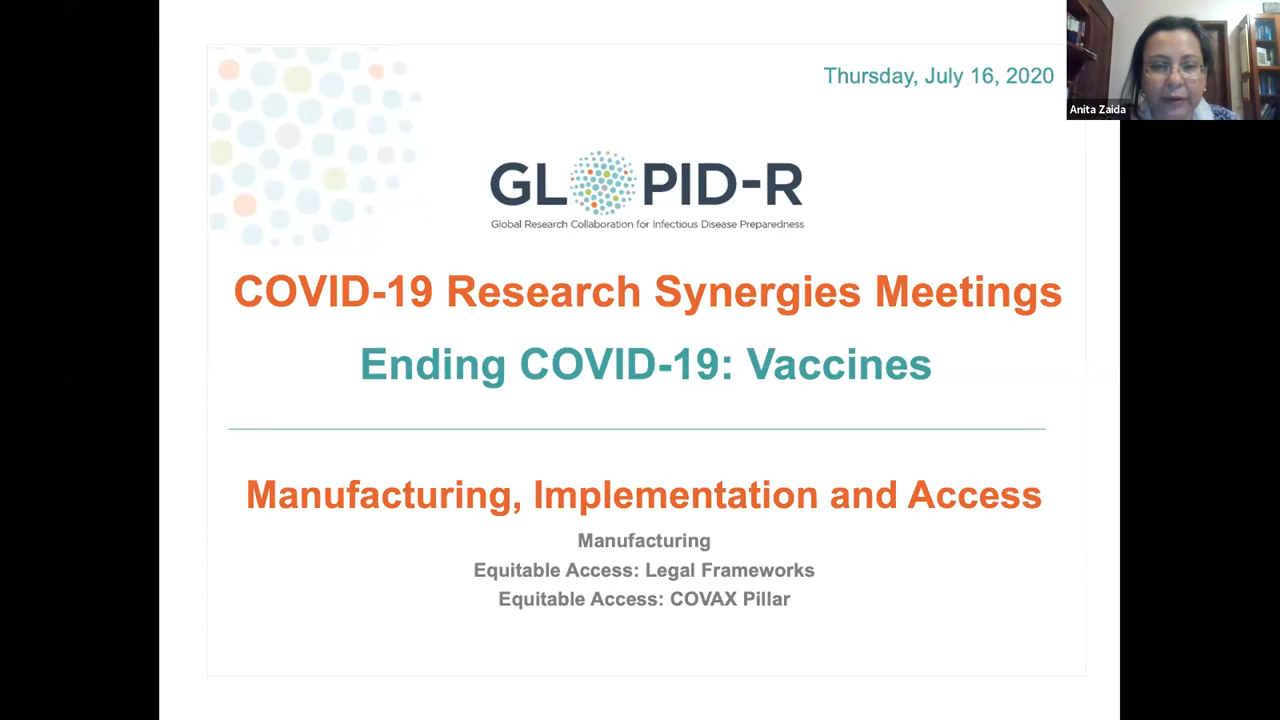 Thursday, July 16, 2020
Anita Zaida
GLOPID-R
Global Research Collaboration for Infectious Disease Preparedness
COVID-19 Research Synergies Meetings
Ending COVID-19: Vaccines
Manufacturing, Implementation and Access
Manufacturing
Equitable Access: Legal Frameworks
Equitable Access: COVAX Pillar